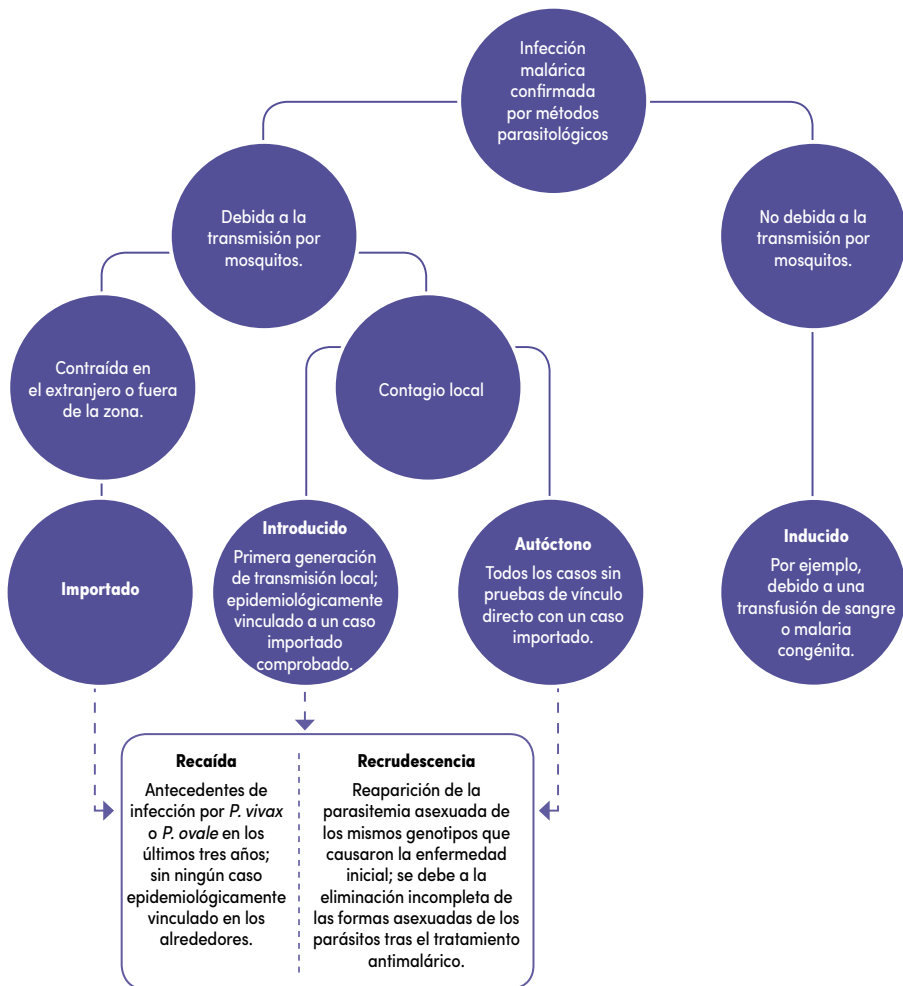 Infección
malárica
confirmada
por métodos
parasitológicos
Debida a la
transmisión por
mosquitos.
No debida a la
transmisión por
mosquitos.
Contraída en
el extranjero o fuera
de la zona.
Contagio local
Importado
Introducido
Primera generación
de transmisión local;
epidemiológicamente
vinculado a un caso
importado
comprobado.
Autóctono
Todos los casos sin
pruebas de vínculo
directo con un caso
importado.
Inducido
Por ejemplo,
debido a una
transfusión de sangre
o malaria
congénita.
Recaída
Antecedentes de
infección por P. vivax
o P. ovale en los
últimos tres años;
sin ningún caso
epidemiológicamente
vinculado en los
alrededores.
Recrudescencia
Reaparición de la
parasitemia asexuada de
los mismos genotipos que
causaron la enfermedad
inicial; se debe a la
eliminación incompleta de
las formas asexuadas de los
parásitos tras el tratamiento
antimalárico.